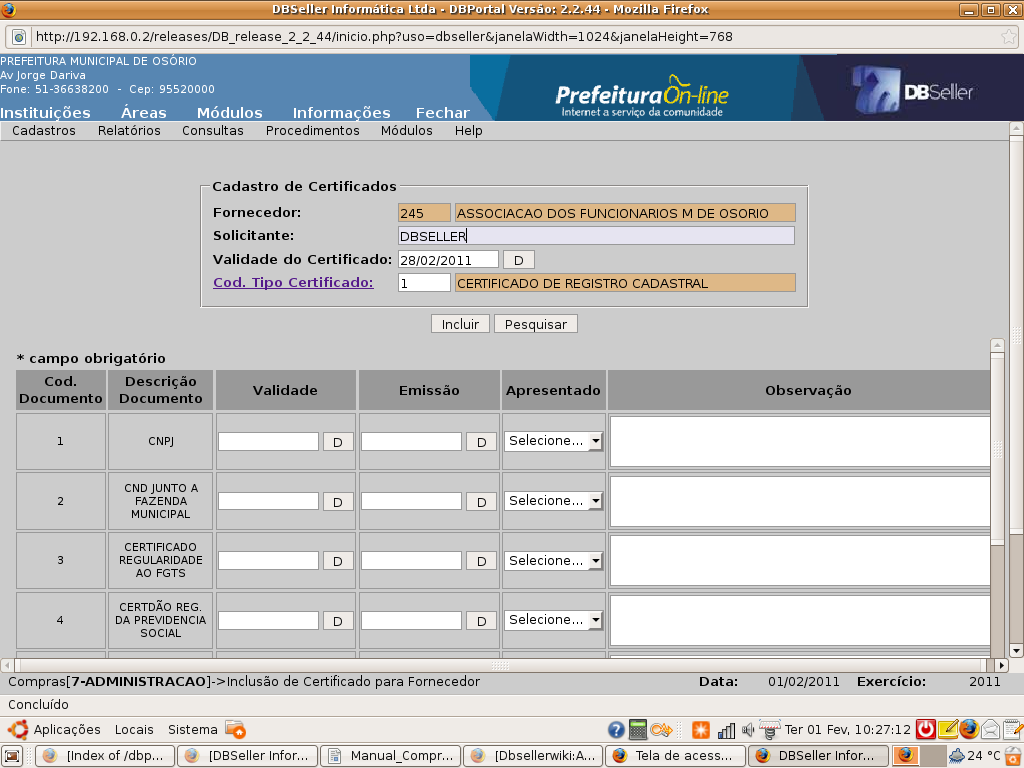 DBSeller Informática Ltda - DBPortal Versão: 2.2.44 - Mozilla Firefox
http://192.168.0.2/releases/DB_release_2_2_44/inicio.php?uso=dbseller&janelaWidth=1024&janelaHeight=768
PREFEITURA MUNICIPAL DE OSÓRIO
Av Jorge Dariva
Fone: 51-36638200 - Cep: 95520000
PrefeituraOn-line
Internet a serviço da comunidade
DBSeller
Instituições Áreas Módulos Informações Fechar
Cadastros Relatórios Consultas Procedimentos Módulos Help
Cadastro de Certificados
Fornecedor: 245 ASSOCIACAO DOS FUNCIONARIOS M DE OSORIO
Solicitante: DBSELLER
Validade do Certificado: 28/02/2011 D
Cod. Tipo Certificado: 1 CERTIFICADO DE REGISTRO CADASTRAL
Incluir Pesquisar
* campo obrigatório
Cod. Documento Descrição Documento Validade Emissão Apresentado Observação
1 CNPJ D D Selecione...
2 CND JUNTO A FAZENDA MUNICIPAL D D Selecione...
3 CERTIFICADO REGULARIDADE AO FGTS D D Selecione...
4 CERTDÃO REG. DA PREVIDENCIA SOCIAL D D Selecione...
Compras[7-ADMINISTRACAO]->Inclusão de Certificado para Fornecedor Data: 01/02/2011 Exercício: 2011
Concluído
Aplicações Locais Sistema Ter 01 Fev, 10:27:12
[Index of /dbp... [DBSeller Infor... Manual_Compr... [Dbsellerwiki:A... Tela de acess... DBSeller Infor... 24 °C